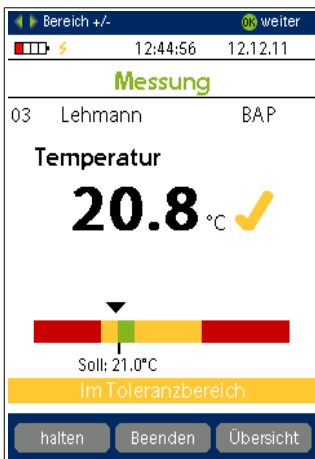 Bereich +/- OK weiter
12:44:56 12.12.11
Messung
03 Lehmann BAP
Temperatur
20.8 °C
Soll: 21.0°C
Im Toleranzbereich
halten Beenden Übersicht